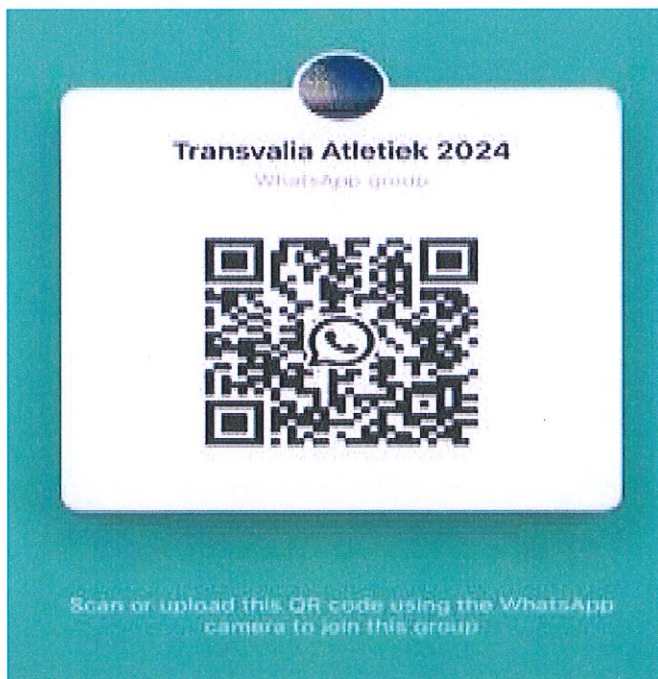 Transvalia Atletiek 2024
WhatsApp group
Scan or upload this QR code using the WhatsApp
camera to join this group